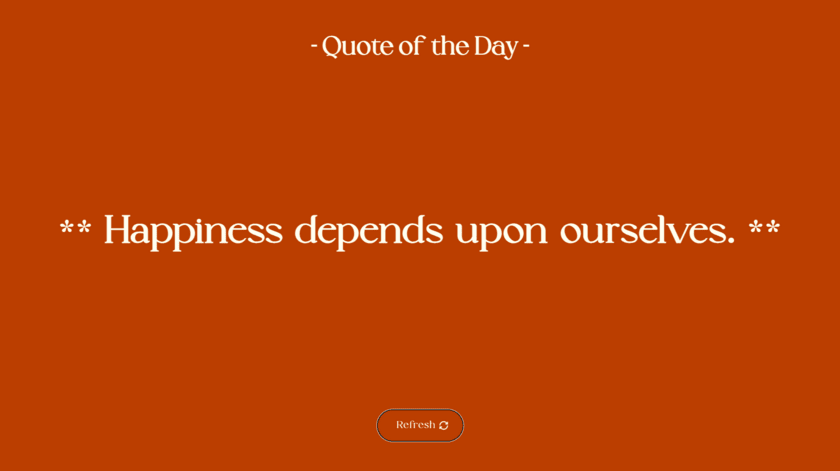 - Quote of the Day -
** Happiness depends upon ourselves. **
Refresh